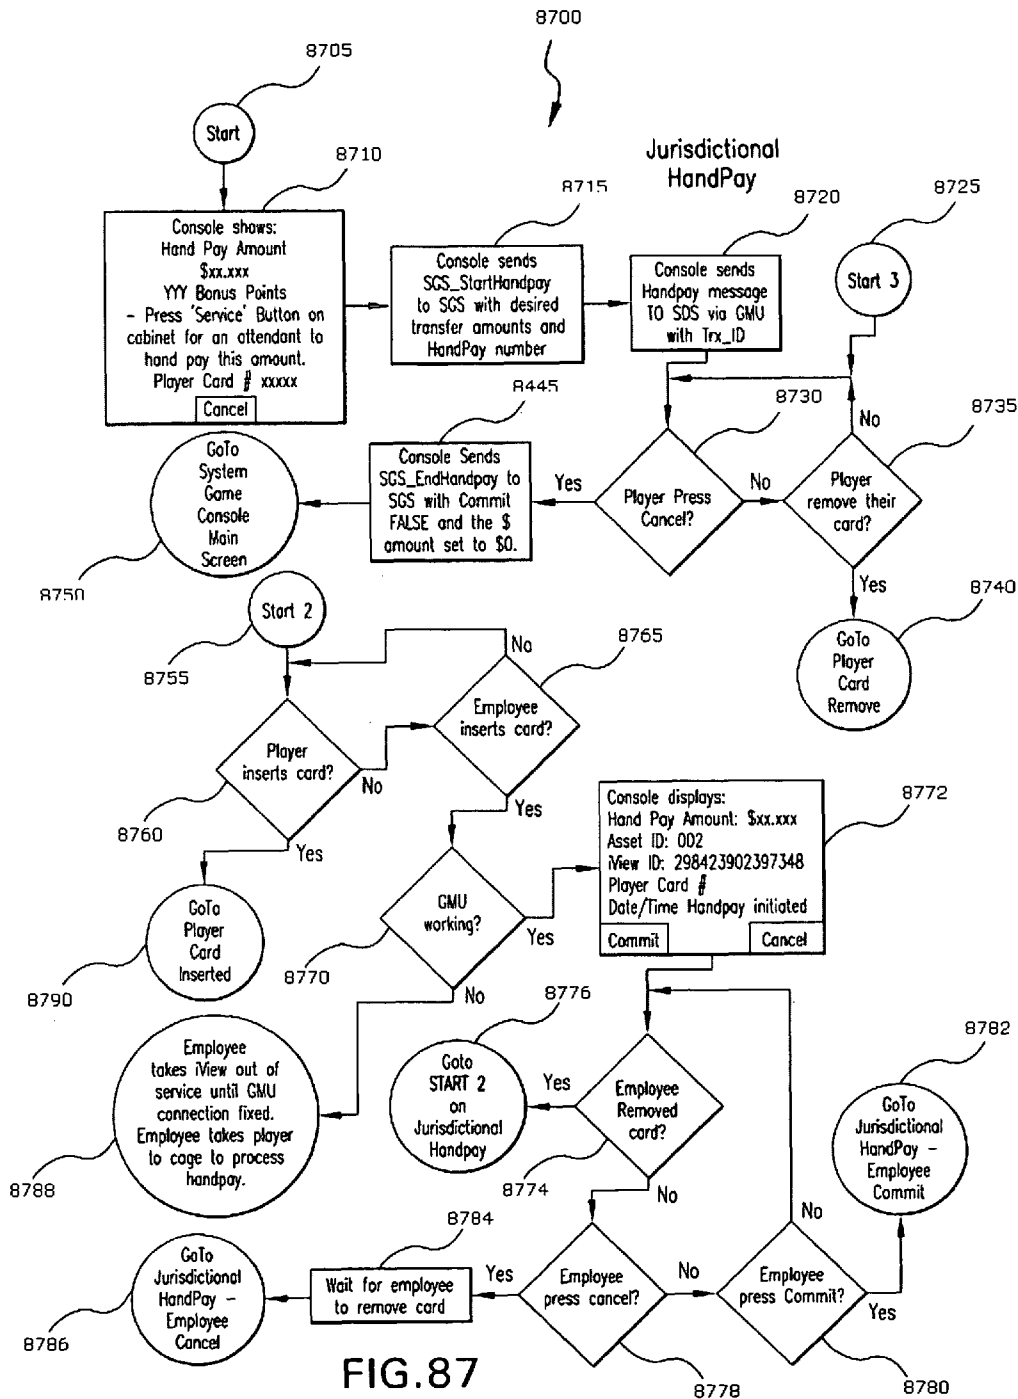 8700
8705
Start
Jurisdictional
HandPay
8710
Console shows:
Hand Pay Amount
$xx.xxx
YYY Bonus Points
- Press 'Service' Button on
cabinet for an attendant to
hand pay this amount.
Player Card # xxxxx
Cancel
8715
Console sends
SGS_StartHandpay
to SGS with desired
transfer amounts and
HandPay number
8720
Console sends
Handpay message
TO SDS via GMU
with Trx_ID
8725
Start 3
8730
Player Press
Cancel?
Yes
No
8735
Player
remove their
card?
No
Yes
8445
Console Sends
SGS_EndHandpay to
SGS with Commit
FALSE and the $
amount set to $0.
GoTo
System
Game
Console
Main
Screen
8750
8740
GoTo
Player
Card
Remove
Start 2
8755
8760
Player
inserts card?
No
Yes
8765
Employee
inserts card?
No
Yes
GoTo
Player
Card
Inserted
8790
GMU
working?
8770
Yes
No
8772
Console displays:
Hand Pay Amount: $xx.xxx
Asset ID: 002
iView ID: 298423902397348
Player Card #
Date/Time Handpay initiated
Commit
Cancel
Employee
takes iView out of
service until GMU
connection fixed.
Employee takes player
to cage to process
handpay.
8788
8776
Goto
START 2
on
Jurisdictional
Handpay
Employee
Removed
card?
8774
Yes
No
8782
GoTo
Jurisdictional
HandPay -
Employee
Commit
8784
Wait for employee
to remove card
GoTo
Jurisdictional
HandPay -
Employee
Cancel
8786
Employee
press cancel?
8778
Yes
No
Employee
press Commit?
8780
No
Yes
FIG.87